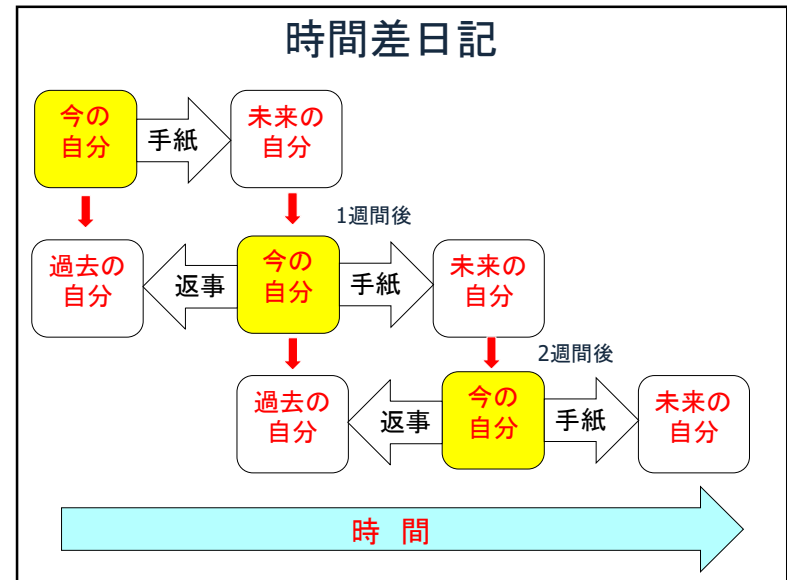 時間差日記
今の
自分
手紙
未来の
自分
1週間後
過去の
自分
返事
今の
自分
手紙
未来の
自分
2週間後
過去の
自分
返事
今の
自分
手紙
未来の
自分
時 間